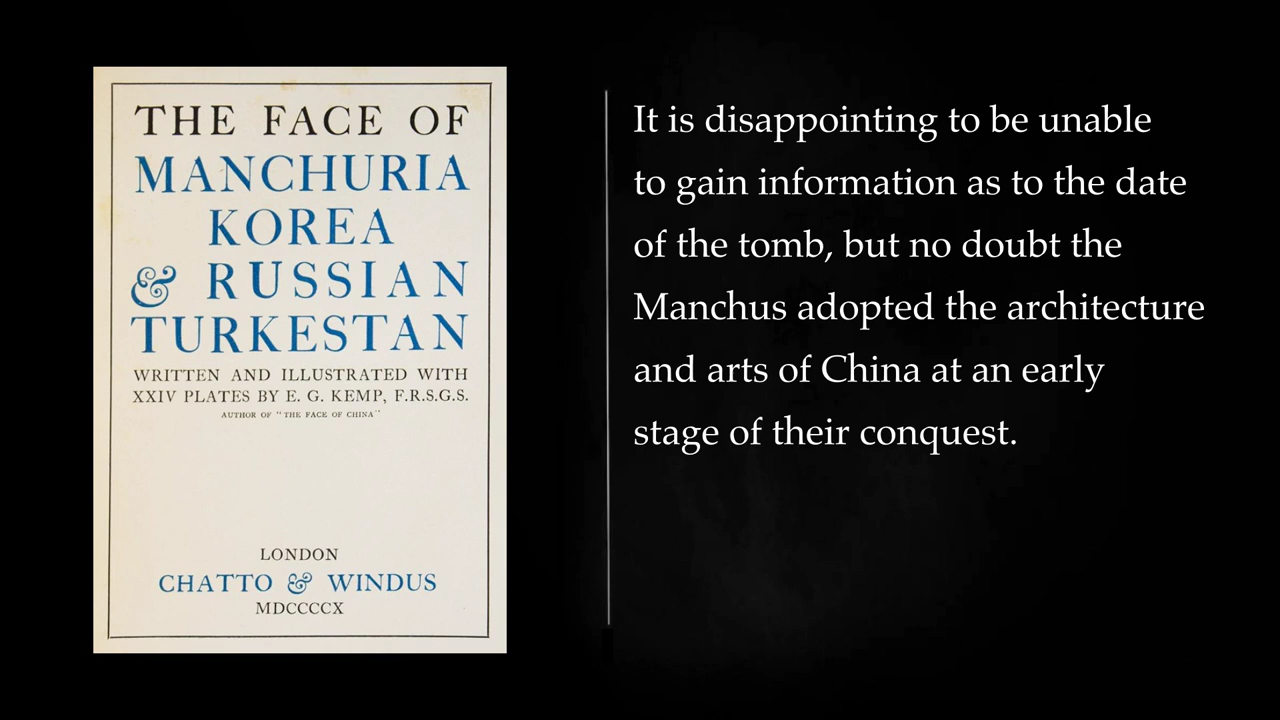 THE FACE OF
MANCHURIA
KOREA
& RUSSIAN
TURKESTAN
WRITTEN AND ILLUSTRATED WITH
XXIV PLATES BY E. G. KEMP, F.R.S.G.S.
AUTHOR OF "THE FACE OF CHINA"
LONDON
CHATTO & WINDUS
MDCCCCX
It is disappointing to be unable
to gain information as to the date
of the tomb, but no doubt the
Manchus adopted the architecture
and arts of China at an early
stage of their conquest.